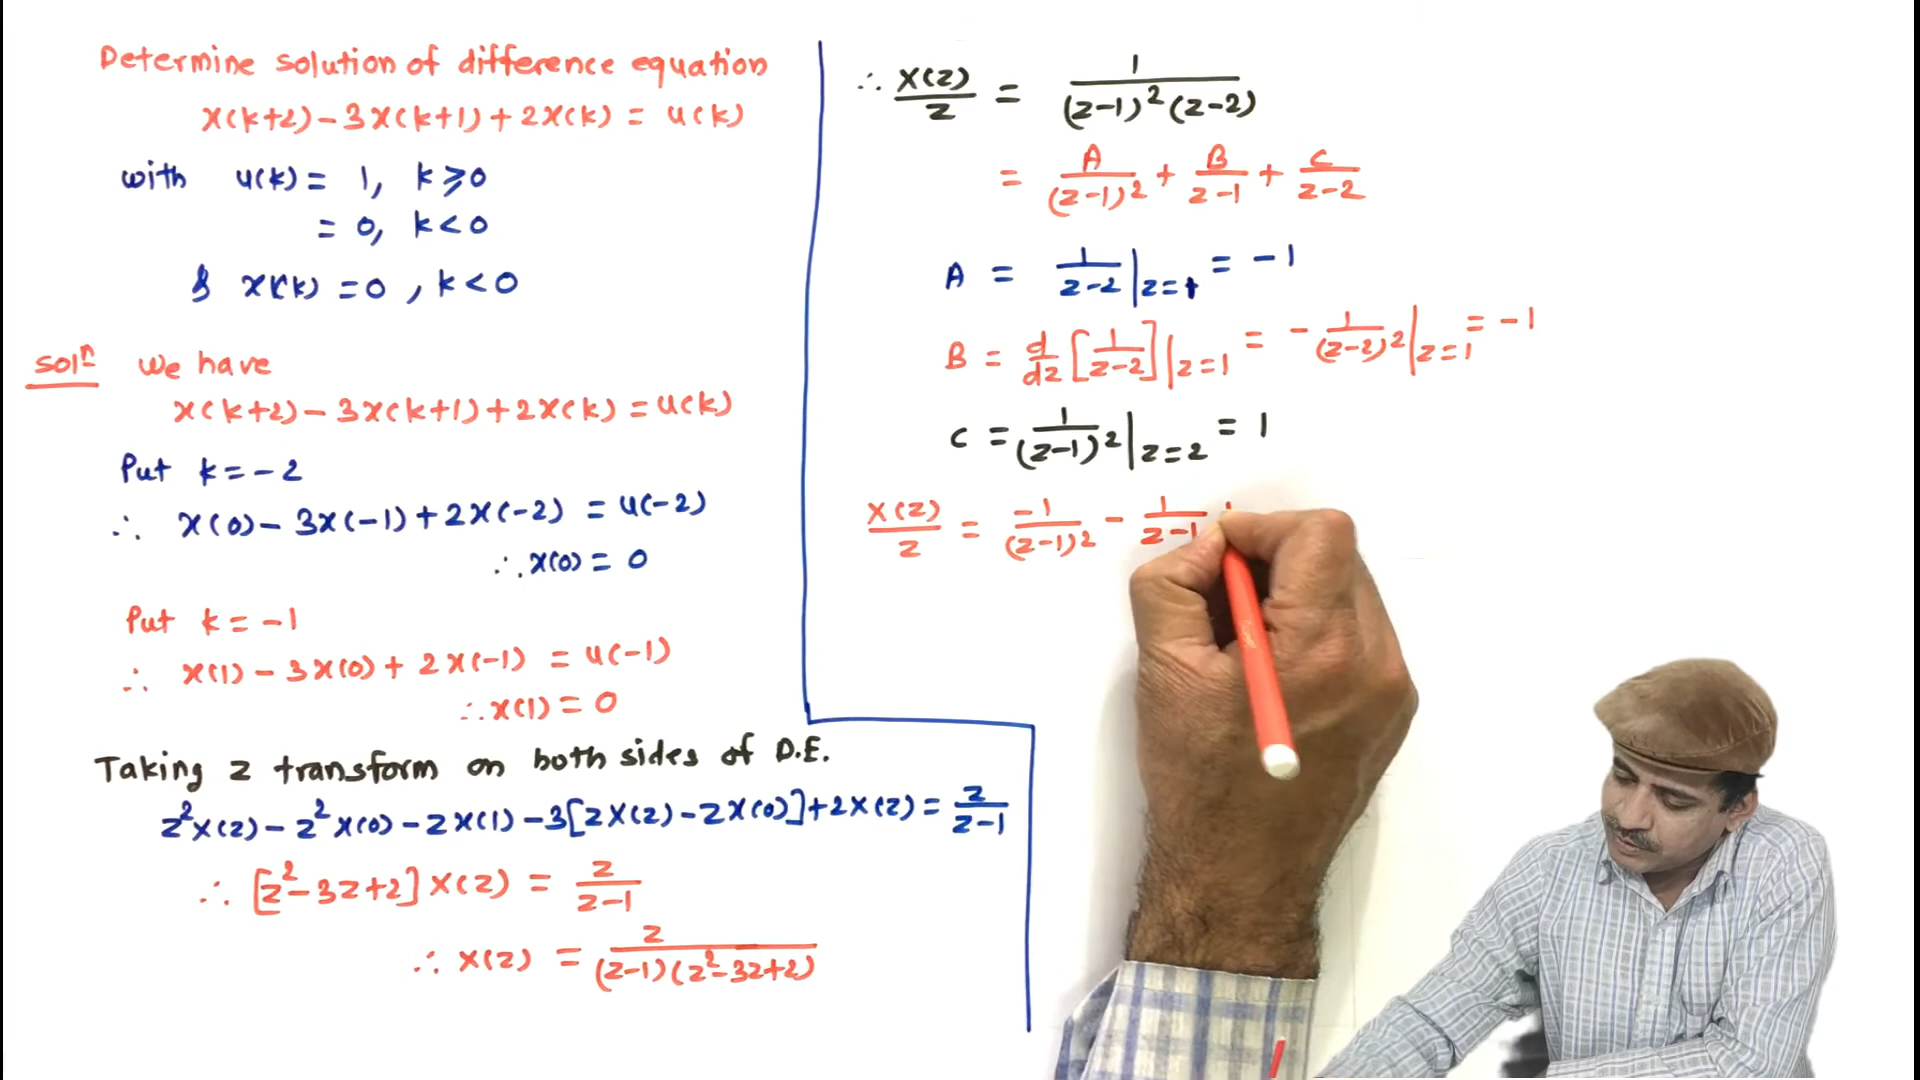 Determine solution of difference equation
x(k+2) - 3x(k+1) + 2x(k) = u(k)
with u(k) = 1, k ≥ 0
= 0, k < 0
& x(k) = 0, k < 0
Solⁿ We have
x(k+2) - 3x(k+1) + 2x(k) = u(k)
Put k = -2
∴ x(0) - 3x(-1) + 2x(-2) = u(-2)
∴ x(0) = 0
Put k = -1
∴ x(1) - 3x(0) + 2x(-1) = u(-1)
∴ x(1) = 0
Taking z transform on both sides of D.E.
z²X(z) - z²x(0) - zx(1) - 3[zX(z) - zx(0)] + 2X(z) = z/(z-1)
∴ [z² - 3z + 2] X(z) = z/(z-1)
∴ X(z) = z/((z-1)(z² - 3z + 2))
∴ X(z)/z = 1/((z-1)²(z-2))
= A/(z-1)² + B/(z-1) + C/(z-2)
A = 1/(z-2) |z=1 = -1
B = d/dz [1/(z-2)] |z=1 = - 1/(z-2)² |z=1 = -1
C = 1/(z-1)² |z=2 = 1
X(z)/z = -1/(z-1)² - 1/(z-1)